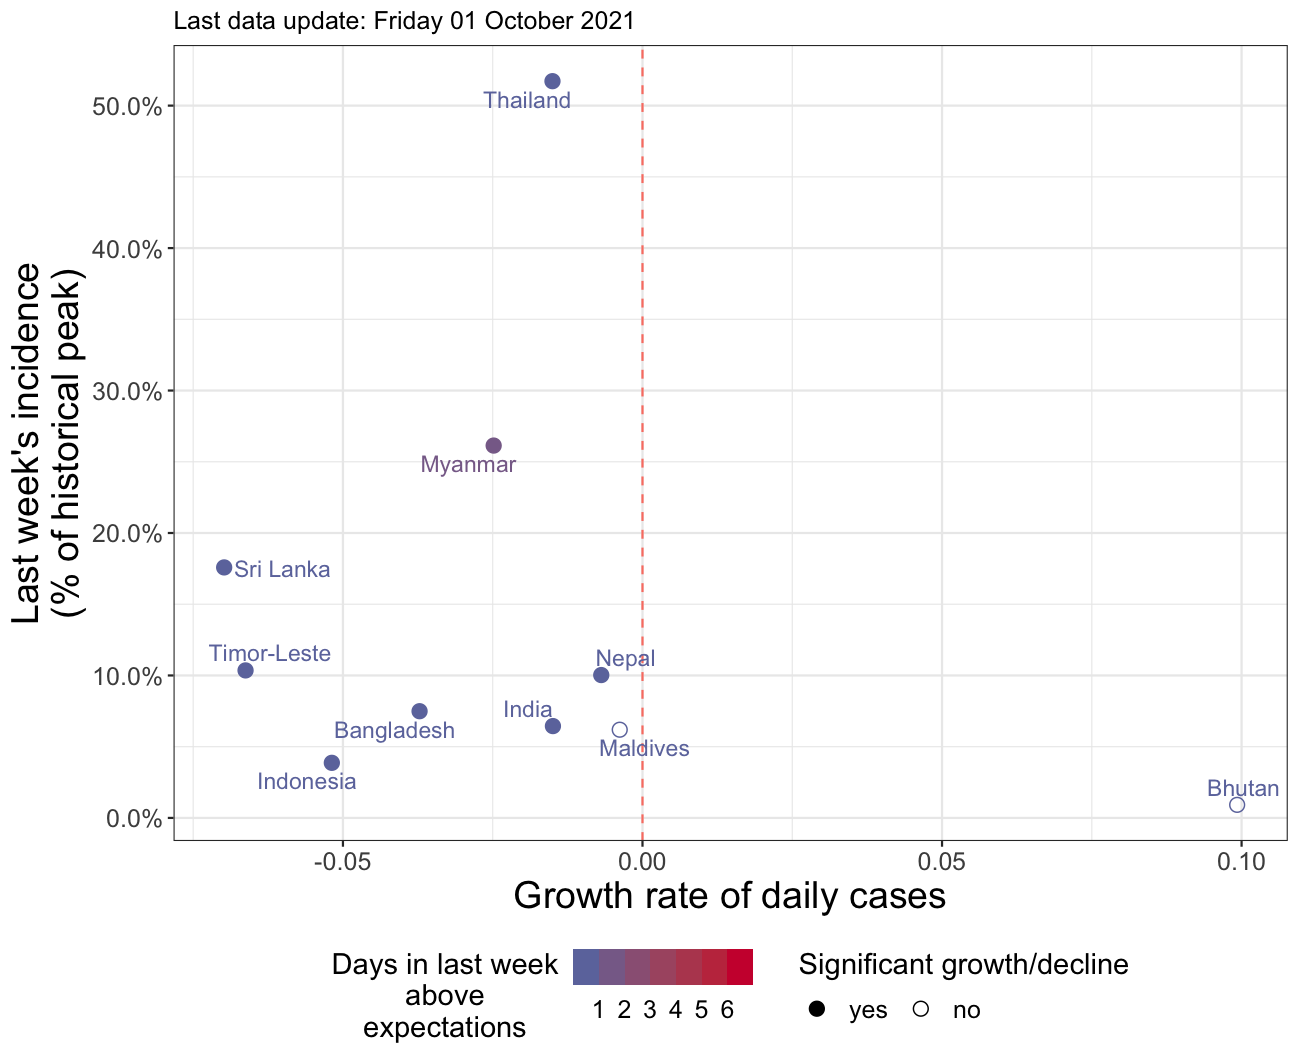 Last data update: Friday 01 October 2021
Last week's incidence
(% of historical peak)
50.0%
40.0%
30.0%
20.0%
10.0%
0.0%
Thailand
Myanmar
Sri Lanka
Timor-Leste
Nepal
India
Bangladesh
Maldives
Indonesia
Bhutan
-0.05
0.00
0.05
0.10
Growth rate of daily cases
Days in last week
above
expectations
1 2 3 4 5 6
Significant growth/decline
yes no